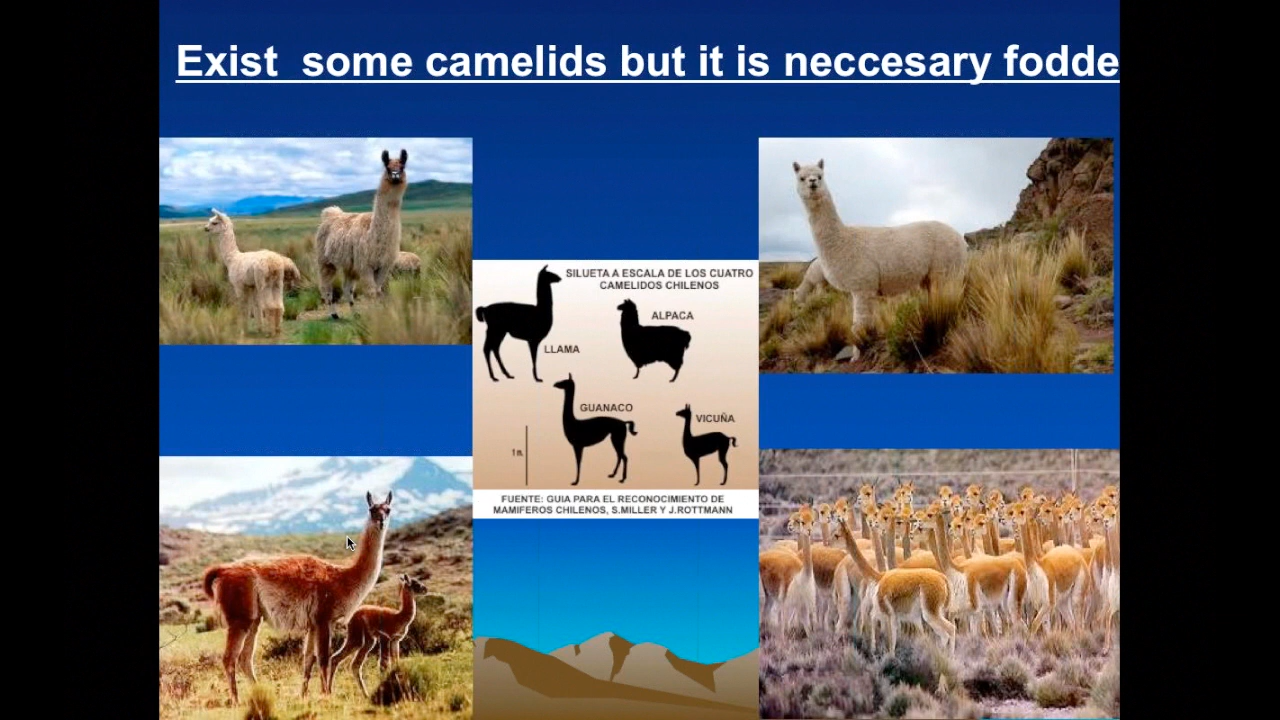 Exist some camelids but it is neccesary fodde
SILUETA A ESCALA DE LOS CUATRO
CAMELIDOS CHILENOS
ALPACA
LLAMA
GUANACO
VICUÑA
1 m.
FUENTE: GUIA PARA EL RECONOCIMIENTO DE
MAMIFEROS CHILENOS, S.MILLER Y J.ROTTMANN